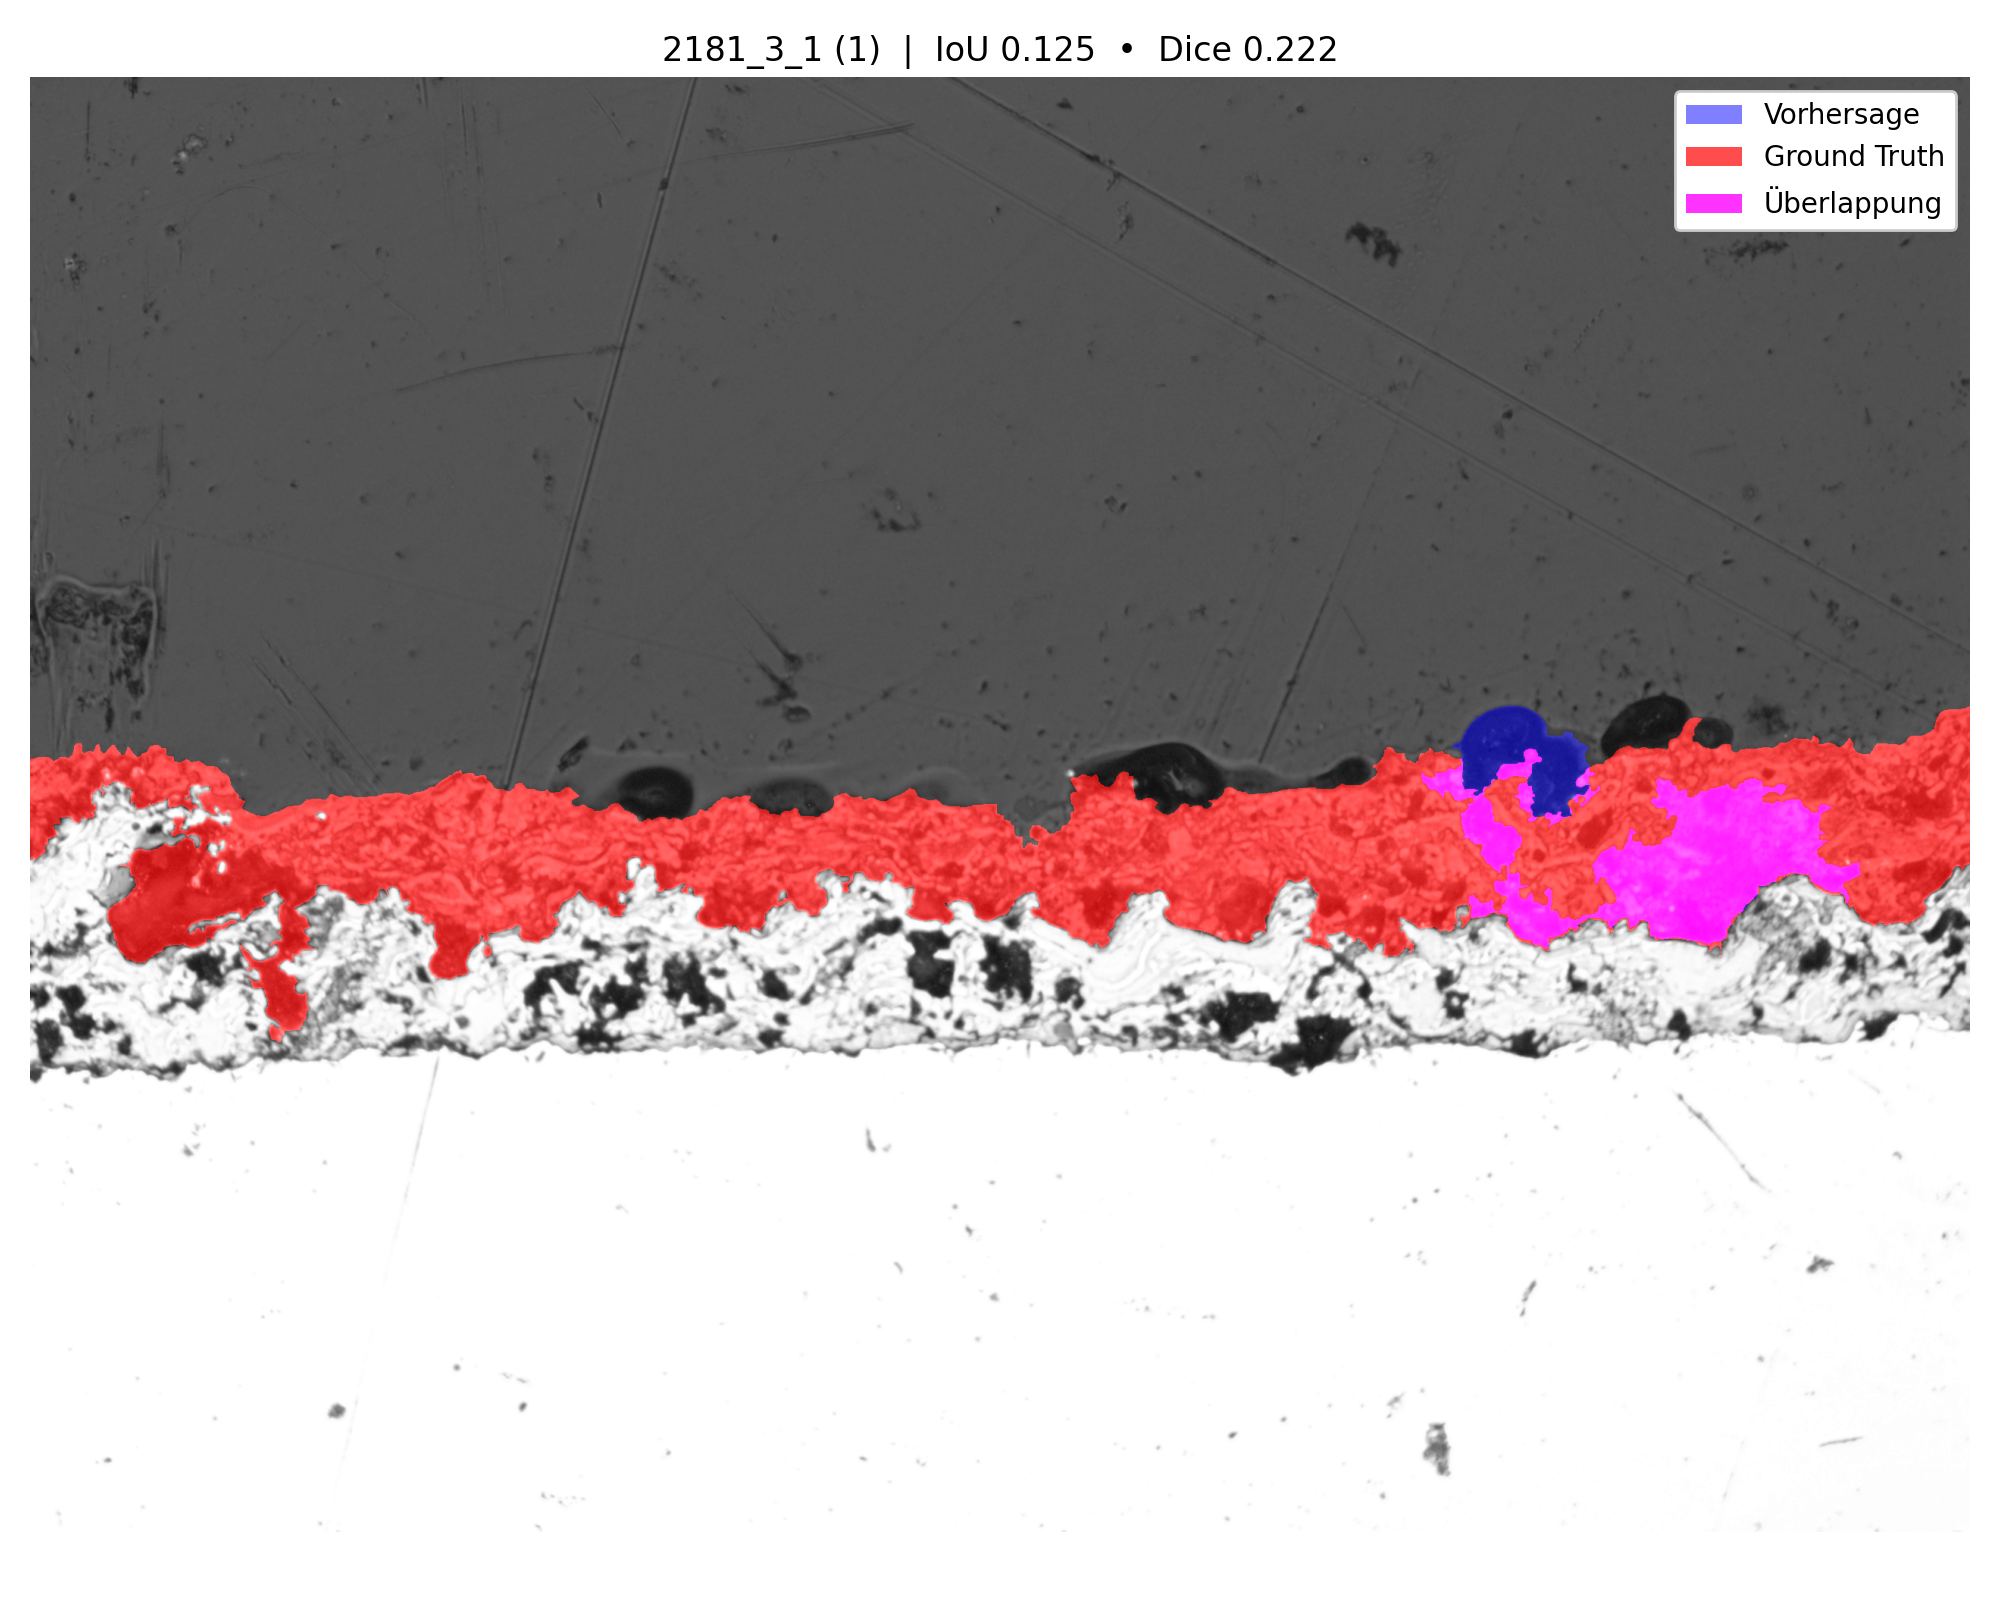 2181_3_1 (1) | IoU 0.125 • Dice 0.222
Vorhersage
Ground Truth
Überlappung